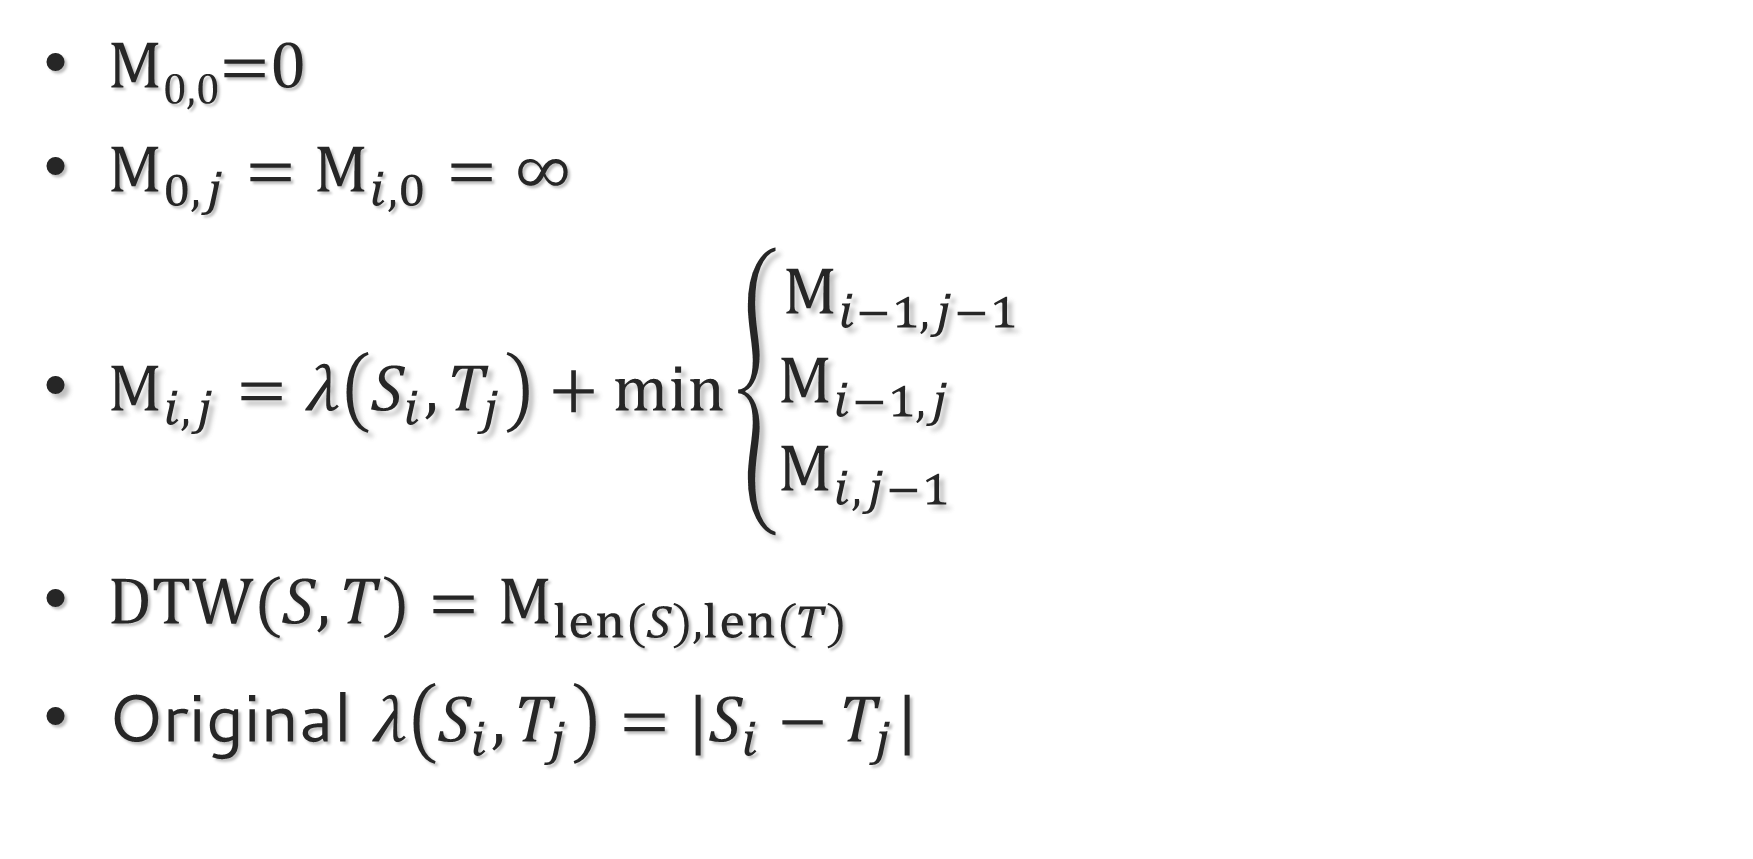 • M₀,₀=0
• M₀,ⱼ = Mᵢ,₀ = ∞
• Mᵢ,ⱼ = λ(Sᵢ, Tⱼ) + min { Mᵢ₋₁,ⱼ₋₁
Mᵢ₋₁,ⱼ
Mᵢ,ⱼ₋₁
• DTW(S, T) = M_len(S),len(T)
• Original λ(Sᵢ, Tⱼ) = |Sᵢ − Tⱼ|